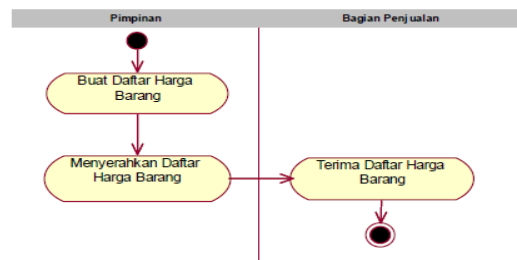 Pimpinan
Bagian Penjualan
Buat Daftar Harga
Barang
Menyerahkan Daftar
Harga Barang
Terima Daftar Harga
Barang